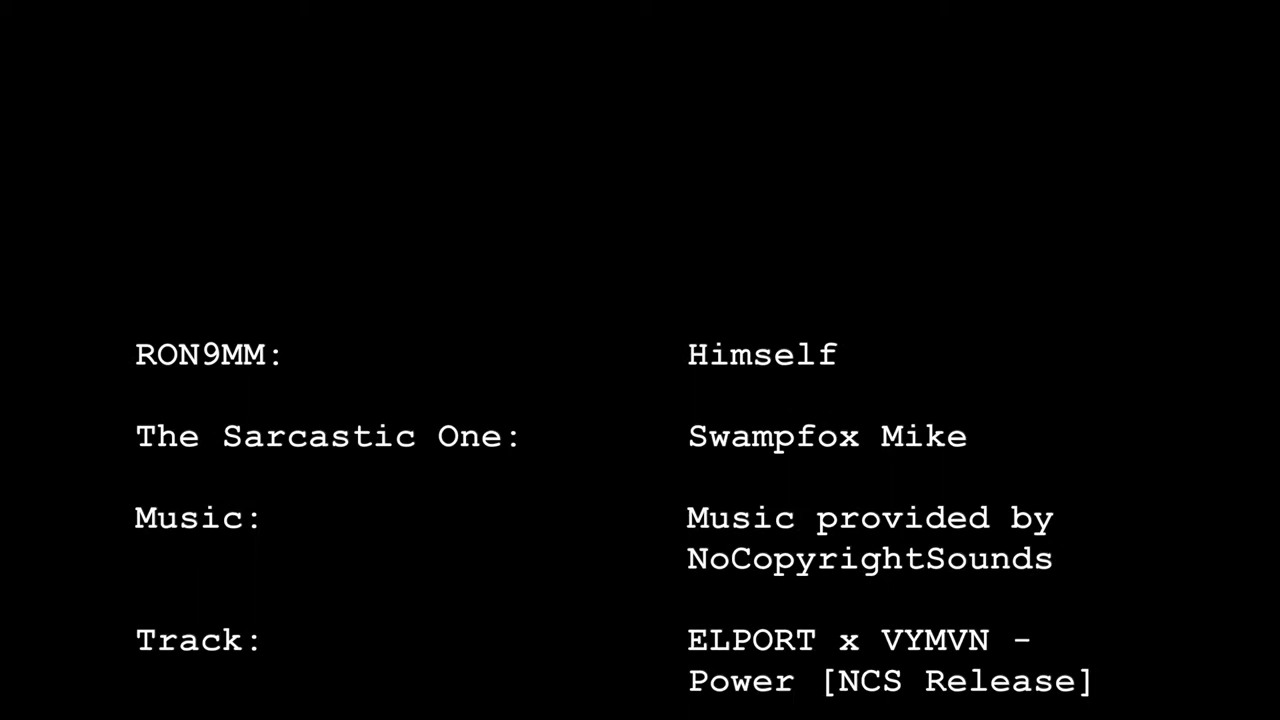 RON9MM: Himself
The Sarcastic One: Swampfox Mike
Music: Music provided by
NoCopyrightSounds
Track: ELPORT x VYMVN -
Power [NCS Release]